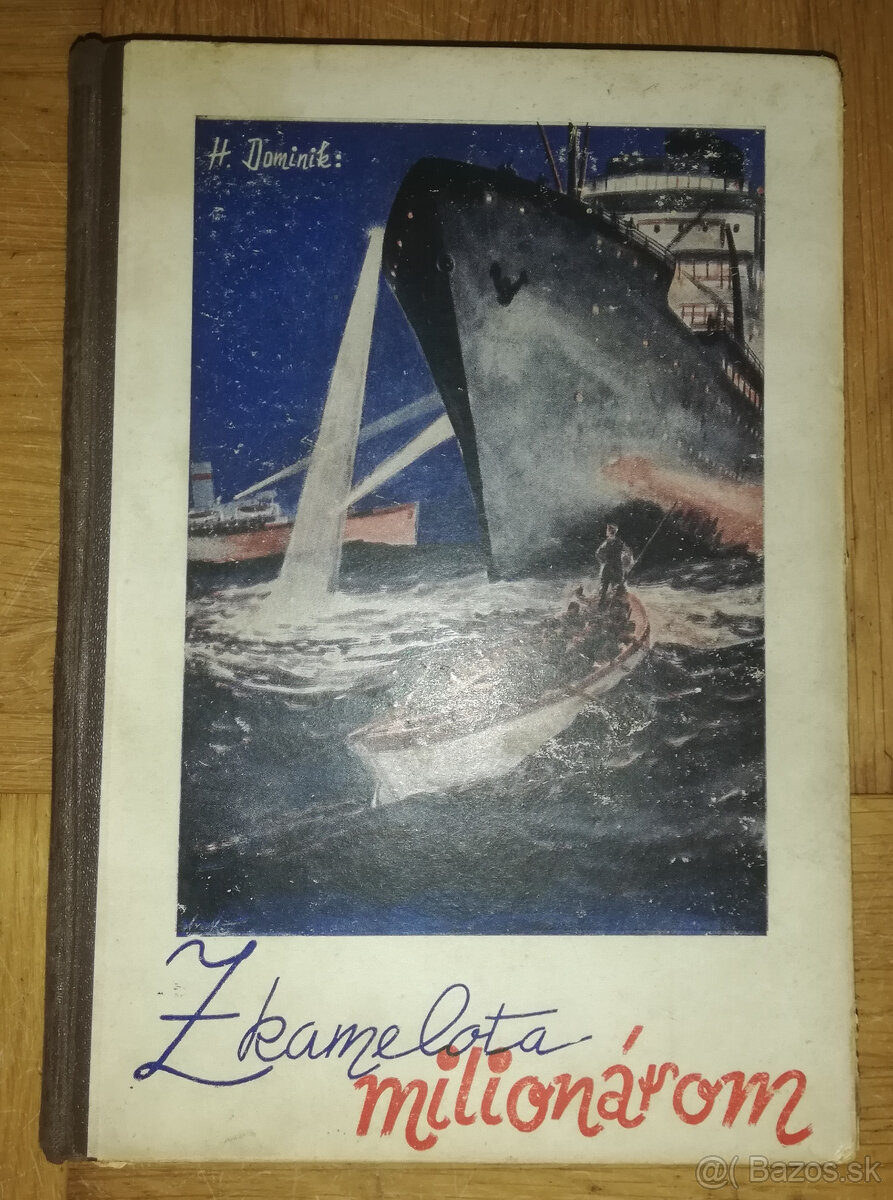 H. Dominik:
Z kamelota
milionárom
@( Bazos.sk